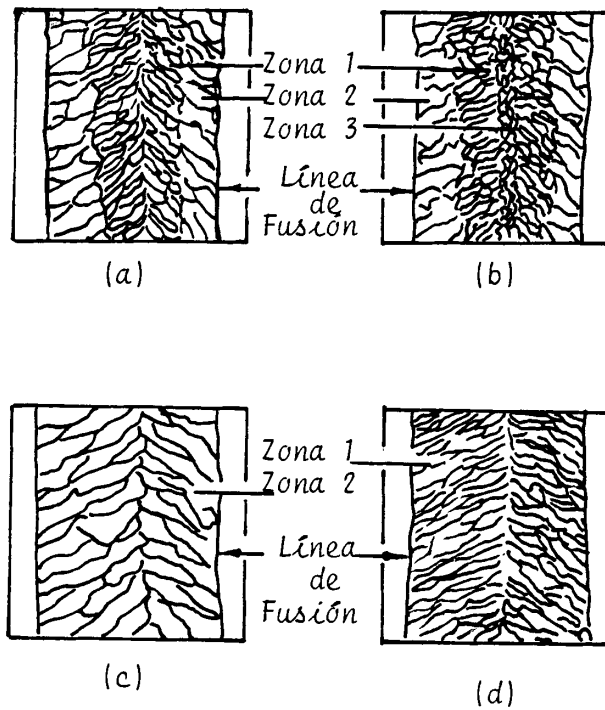 Zona 1
Zona 2
Zona 3
Línea
de
Fusión
(a)
(b)
Zona 1
Zona 2
Línea
de
Fusión
(c)
(d)